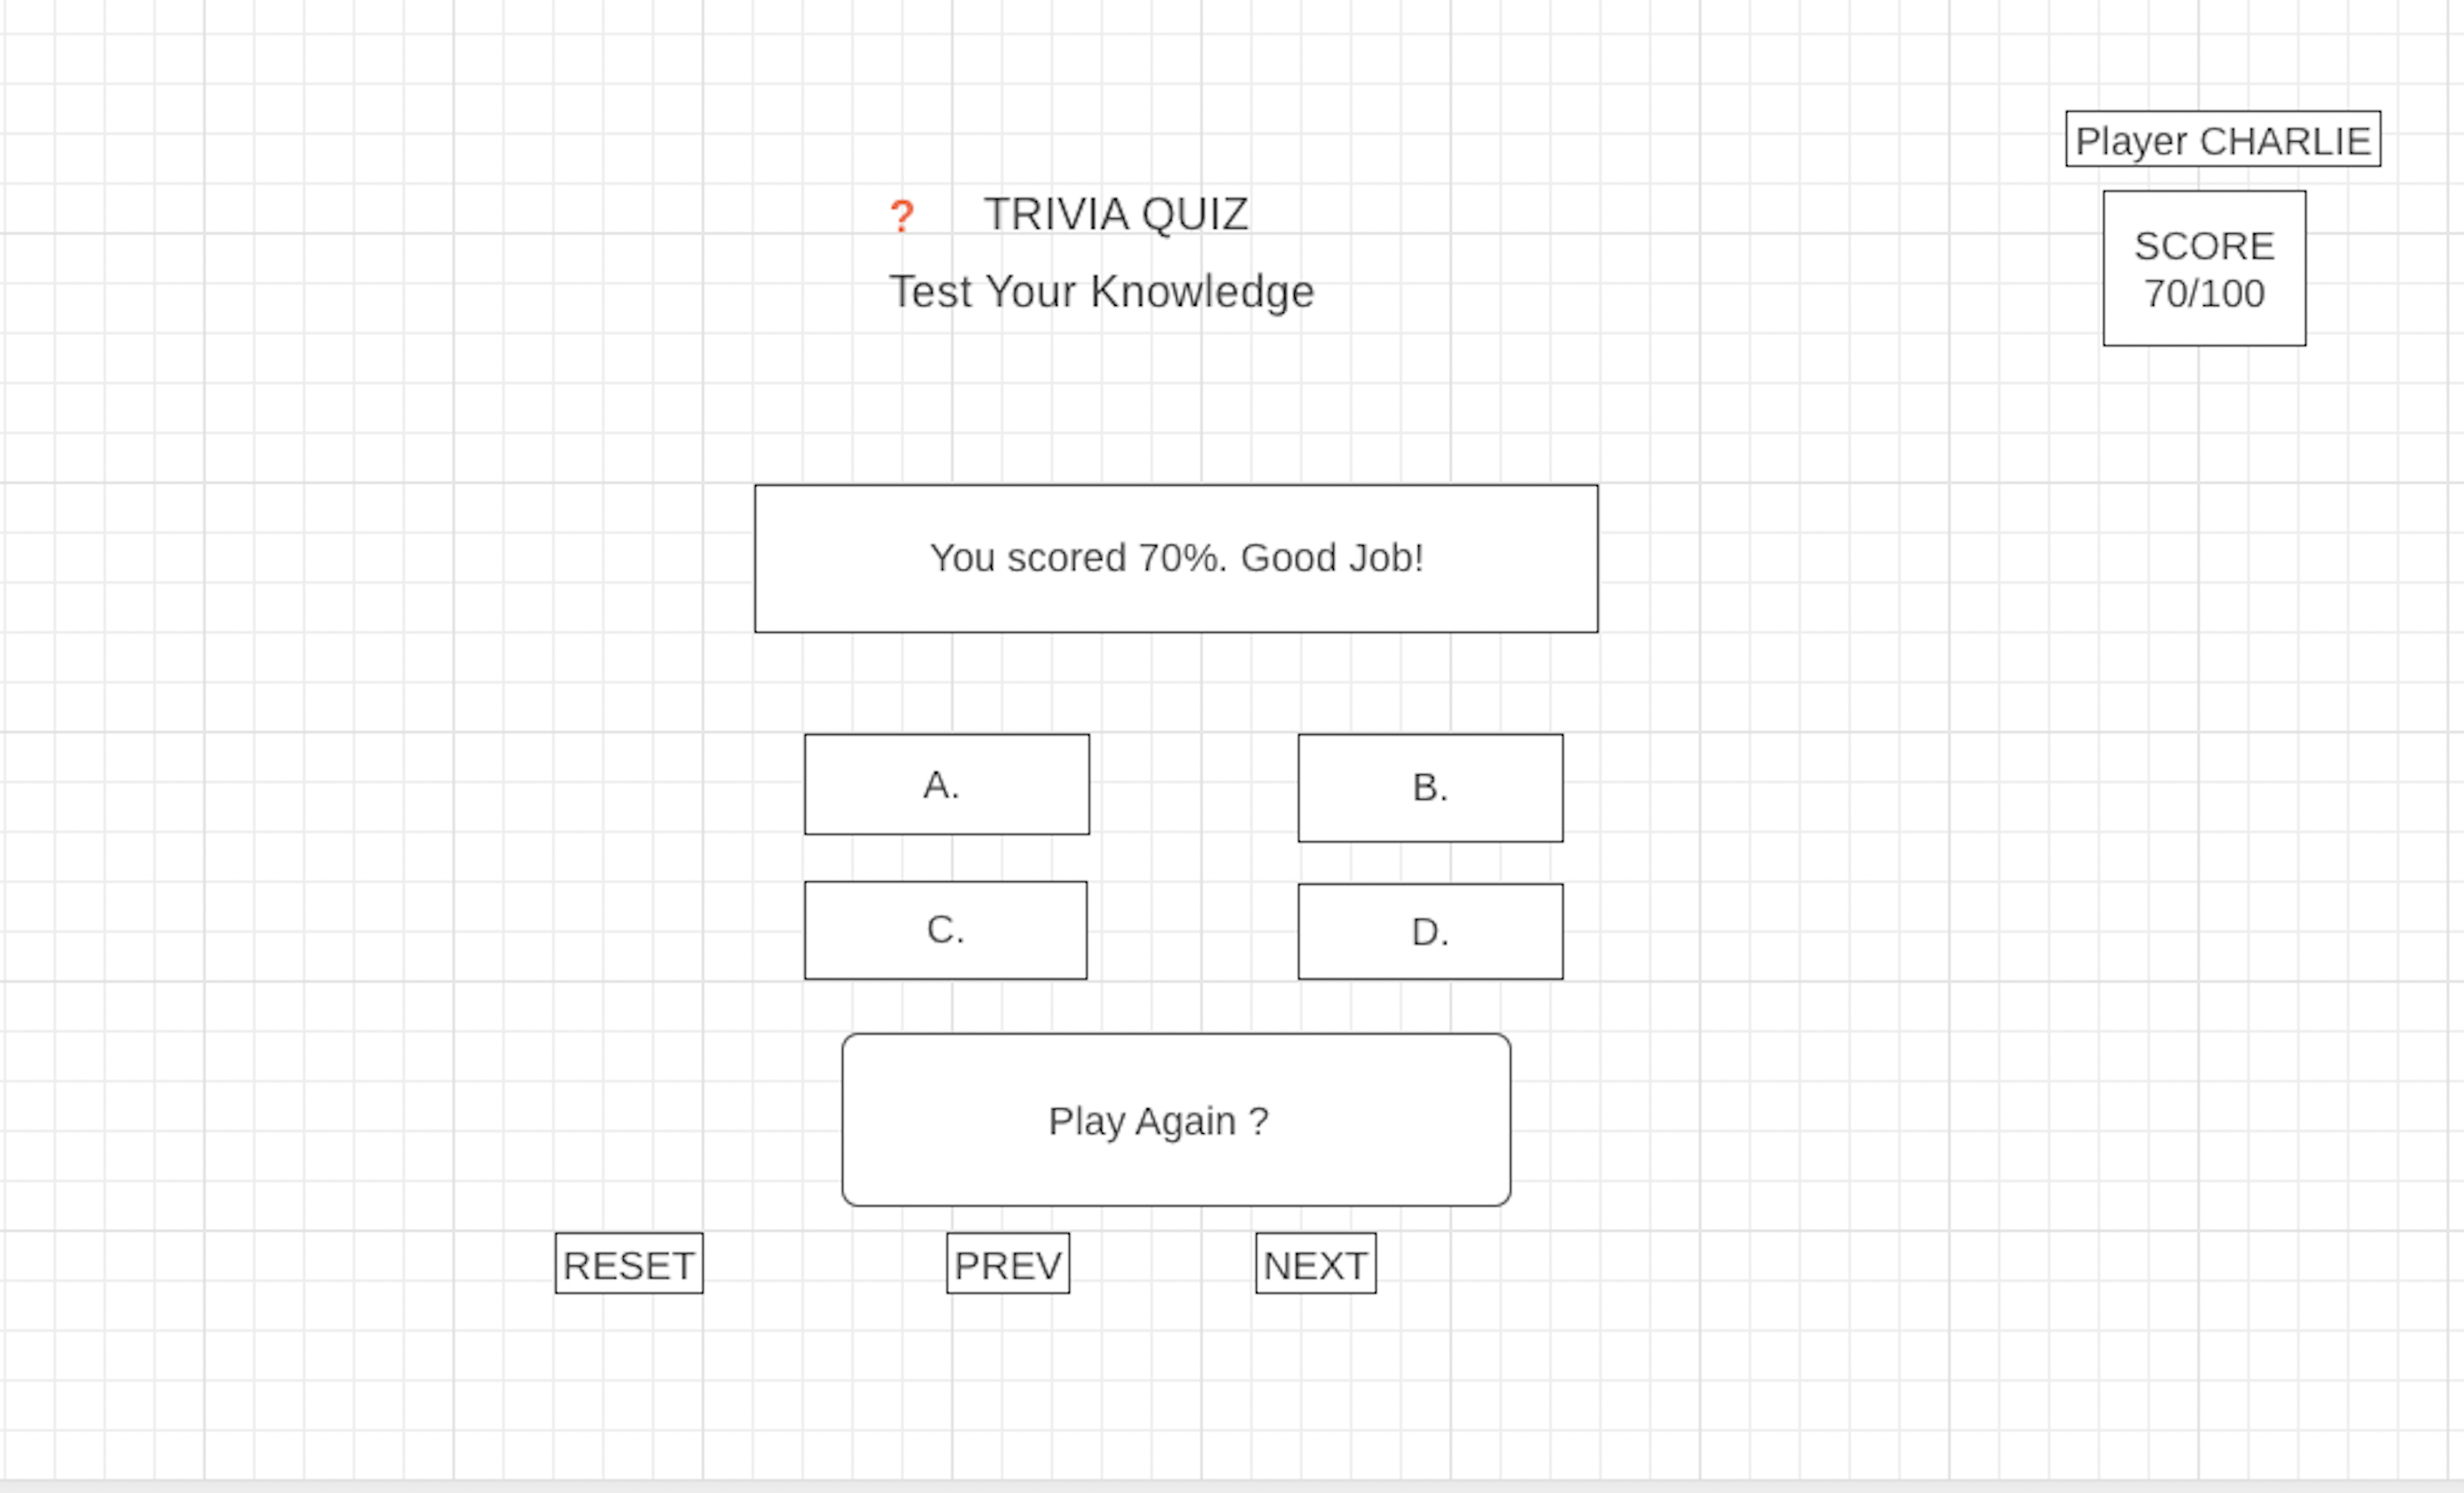 Player CHARLIE
? TRIVIA QUIZ
Test Your Knowledge
SCORE
70/100
You scored 70%. Good Job!
A.
B.
C.
D.
Play Again ?
RESET
PREV
NEXT